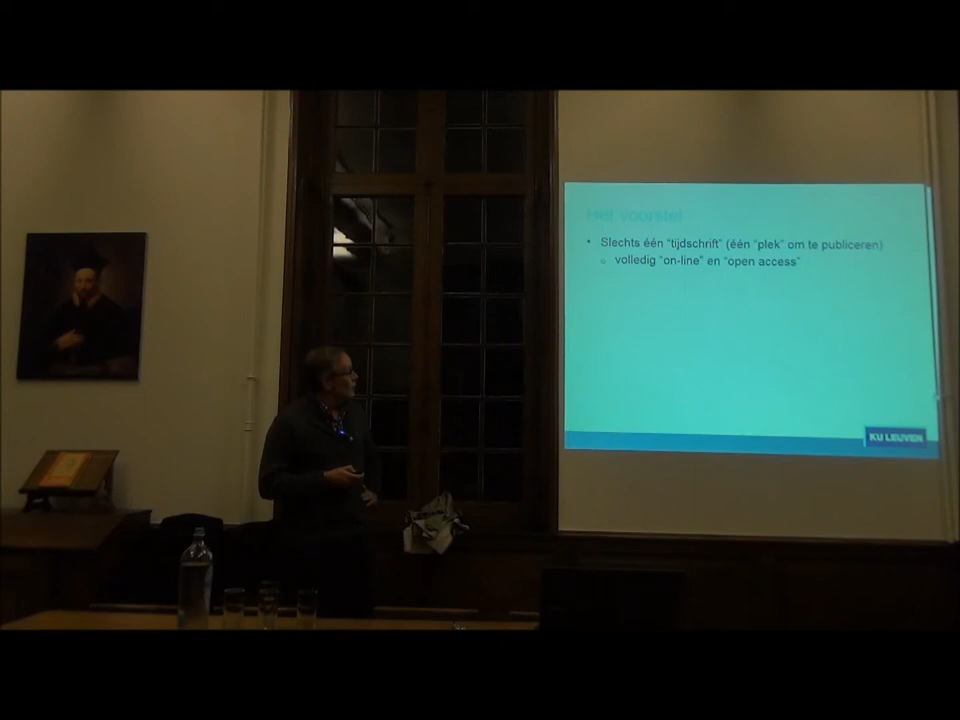 Het voorstel
• Slechts één "tijdschrift" (één "plek" om te publiceren)
o volledig "on-line" en "open access"
KU LEUVEN